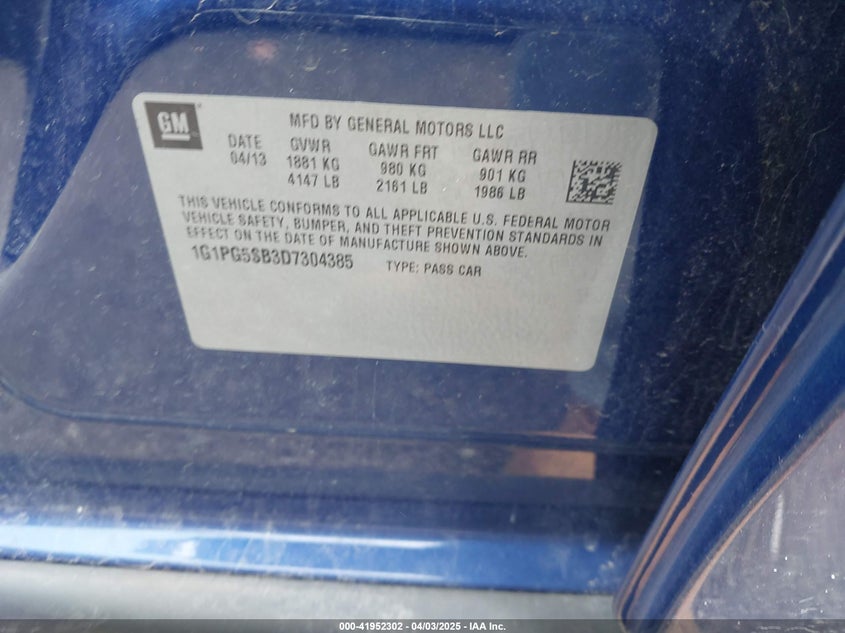 GM
MFD BY GENERAL MOTORS LLC
DATE GVWR GAWR FRT GAWR RR
04/13 1881 KG 980 KG 901 KG
4147 LB 2161 LB 1986 LB
THIS VEHICLE CONFORMS TO ALL APPLICABLE U.S. FEDERAL MOTOR
VEHICLE SAFETY, BUMPER, AND THEFT PREVENTION STANDARDS IN
EFFECT ON THE DATE OF MANUFACTURE SHOWN ABOVE.
1G1PG5SB3D7304385 TYPE: PASS CAR
000-41952302 - 04/03/2025 - IAA Inc.